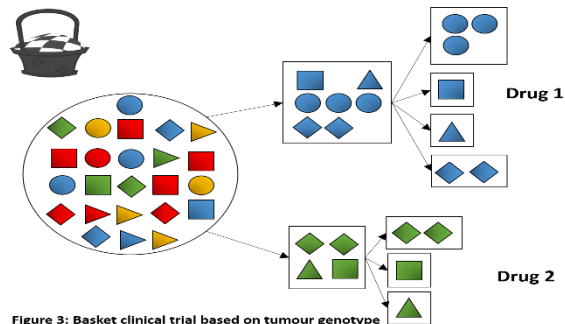 Drug 1
Drug 2
Figure 3: Basket clinical trial based on tumour genotype